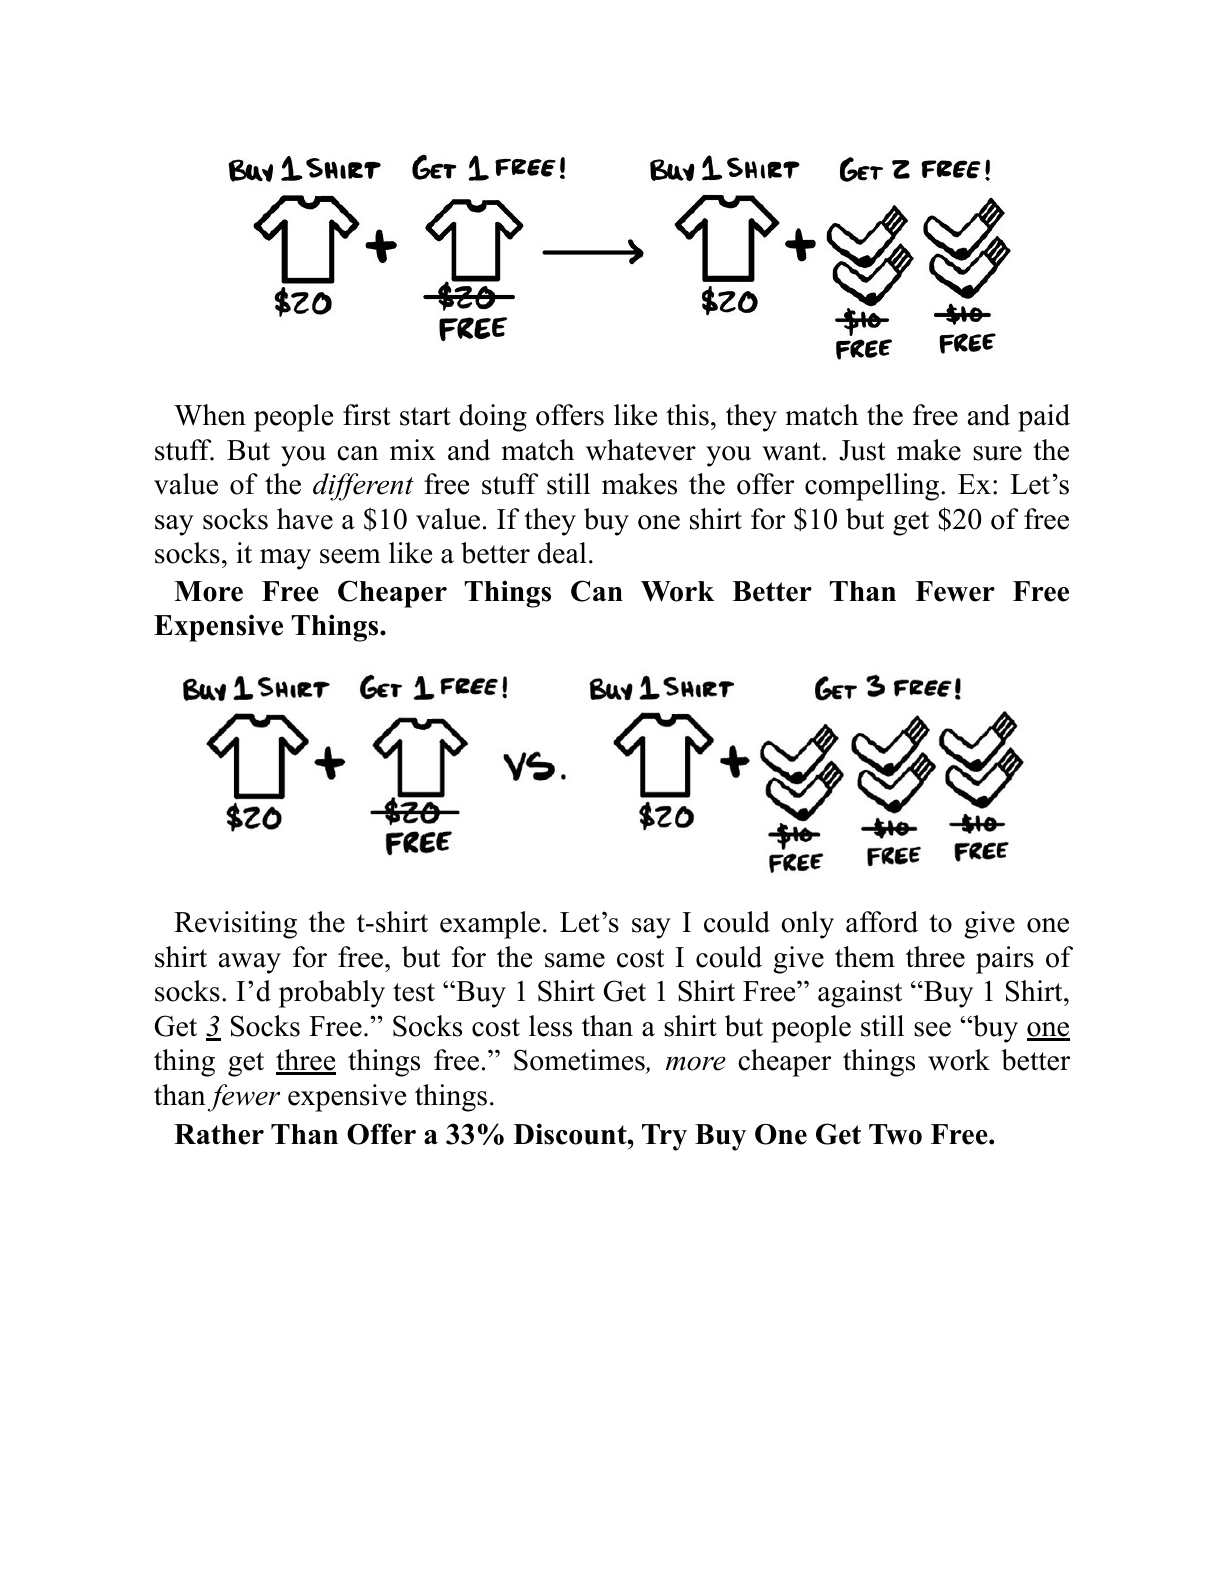 BUY 1 SHIRT GET 1 FREE! BUY 1 SHIRT GET 2 FREE!
+ +
$20 $20 $20 $10 $10
FREE FREE FREE
When people first start doing offers like this, they match the free and paid
stuff. But you can mix and match whatever you want. Just make sure the
value of the different free stuff still makes the offer compelling. Ex: Let’s
say socks have a $10 value. If they buy one shirt for $10 but get $20 of free
socks, it may seem like a better deal.
More Free Cheaper Things Can Work Better Than Fewer Free
Expensive Things.
BUY 1 SHIRT GET 1 FREE! BUY 1 SHIRT GET 3 FREE!
+ VS. +
$20 $20 $20 $10 $10 $10
FREE FREE FREE FREE
Revisiting the t-shirt example. Let’s say I could only afford to give one
shirt away for free, but for the same cost I could give them three pairs of
socks. I’d probably test “Buy 1 Shirt Get 1 Shirt Free” against “Buy 1 Shirt,
Get 3 Socks Free.” Socks cost less than a shirt but people still see “buy one
thing get three things free.” Sometimes, more cheaper things work better
than fewer expensive things.
Rather Than Offer a 33% Discount, Try Buy One Get Two Free.